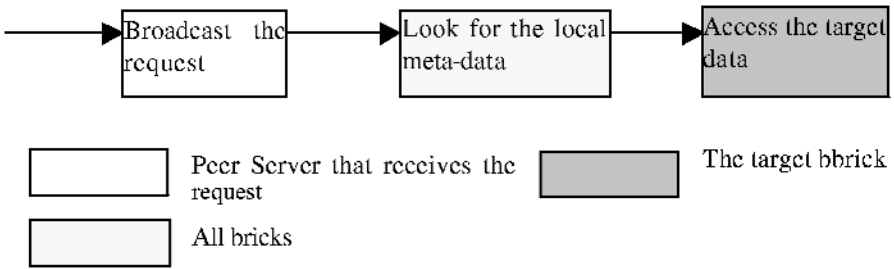 Broadcast the
request
Look for the local
meta-data
Access the target
data
Peer Server that receives the
request
The target bbrick
All bricks